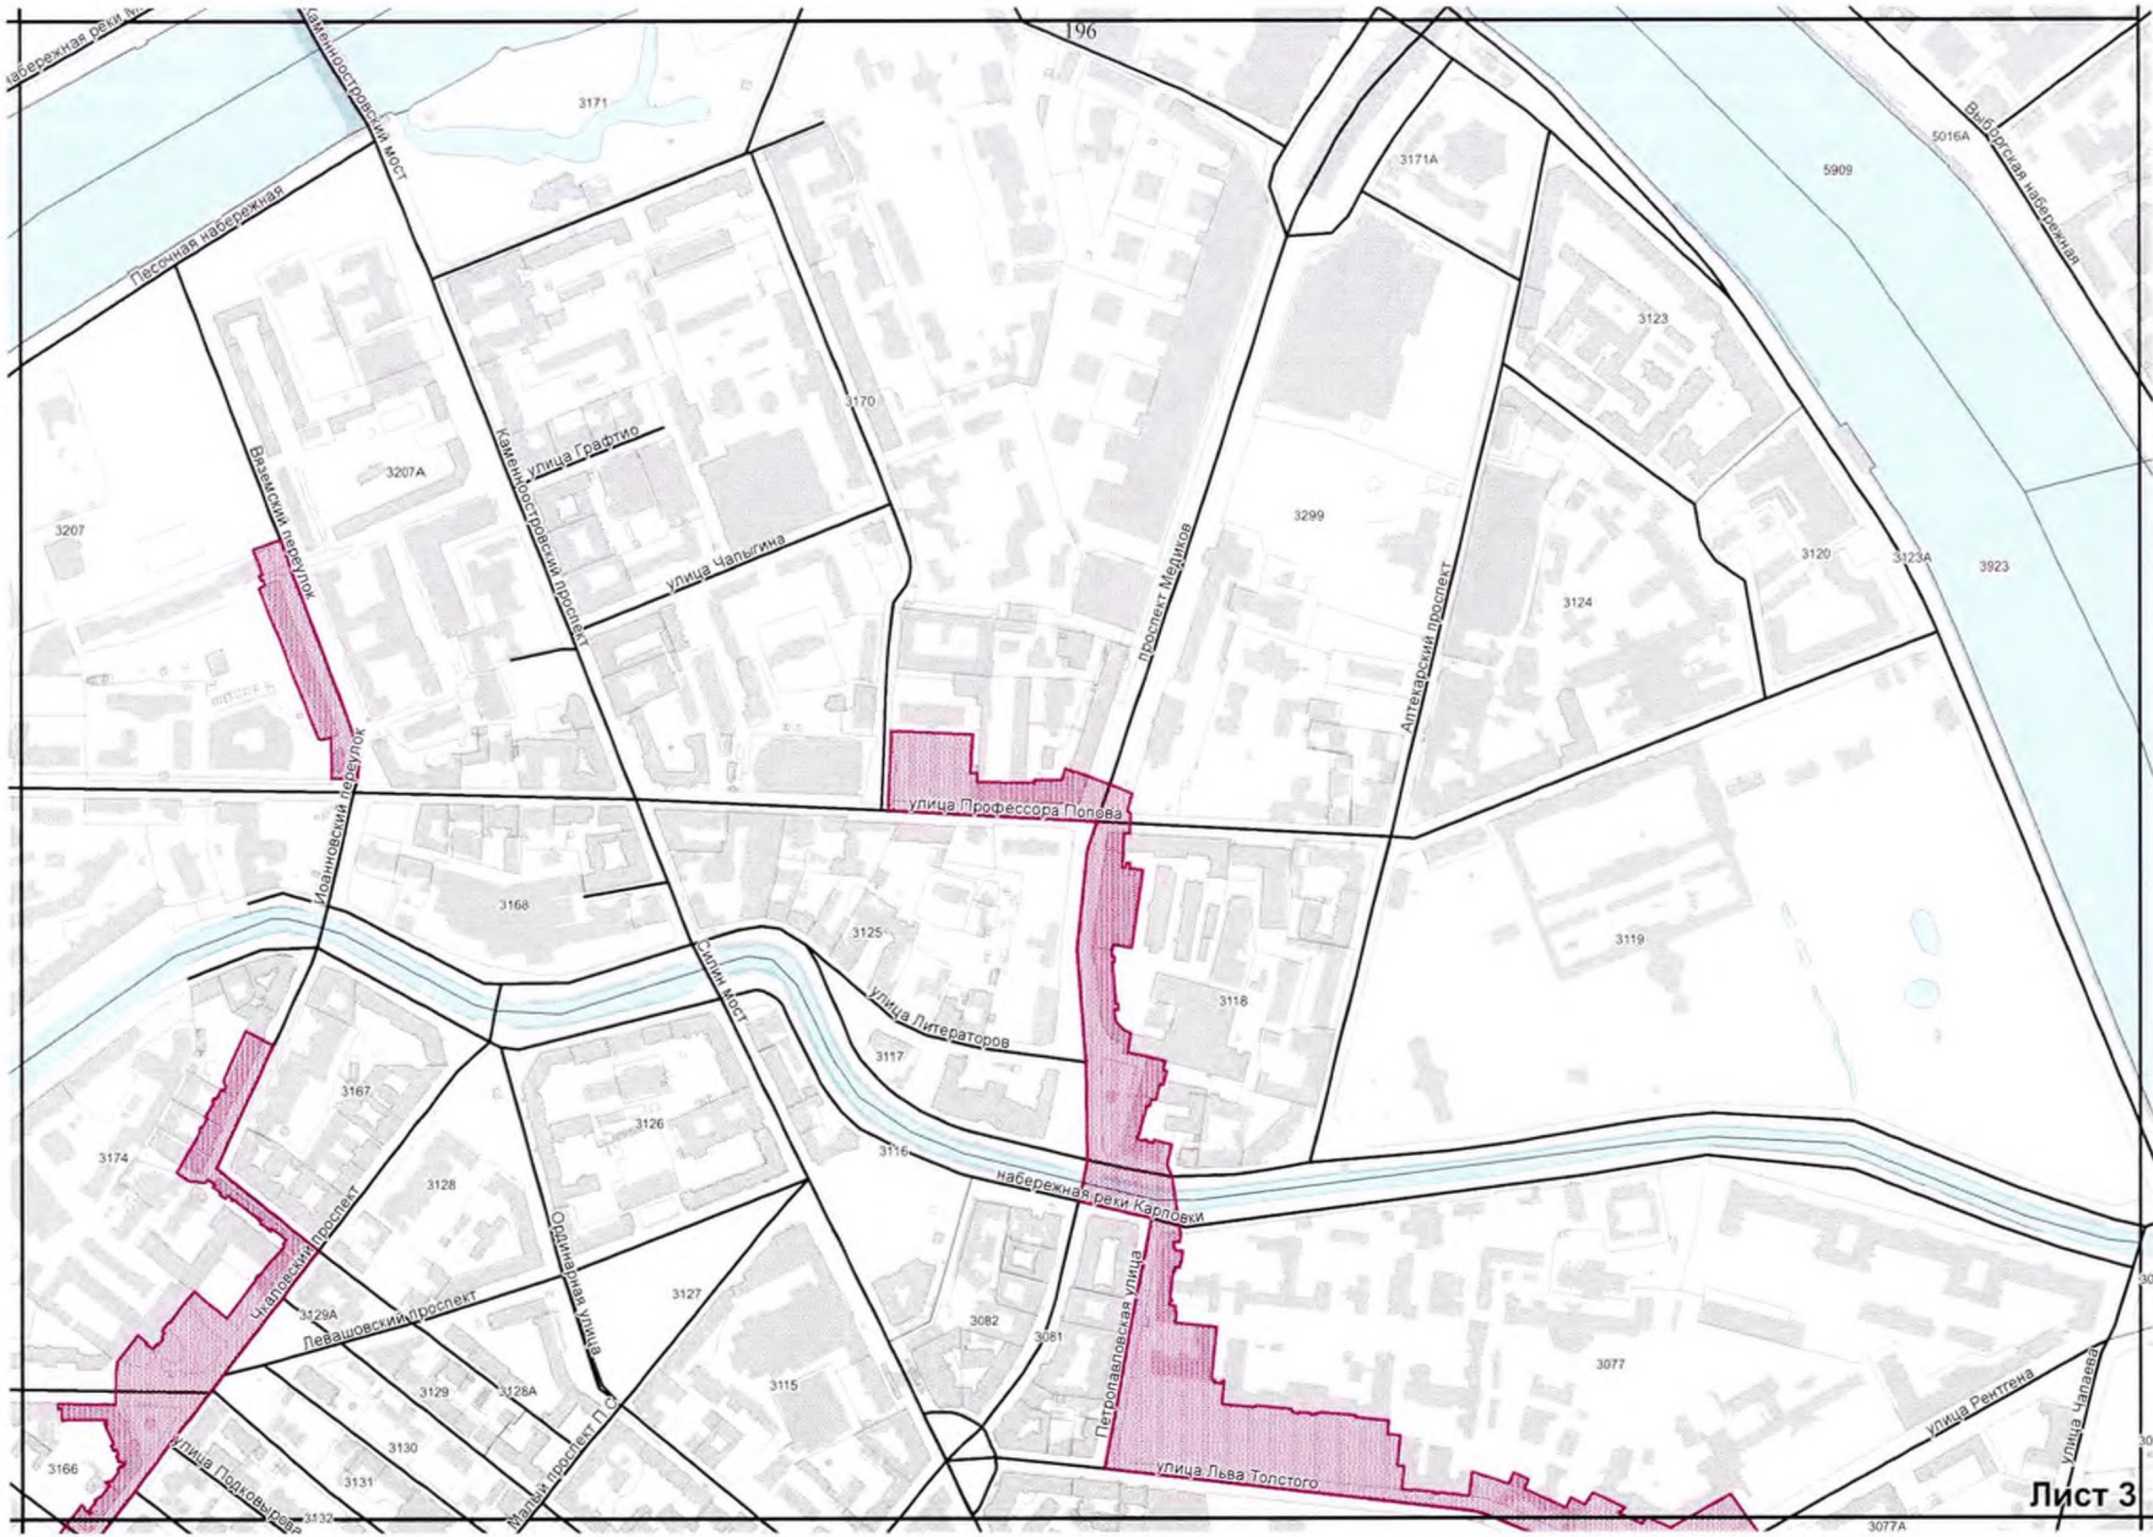 196
набережная реки
Каменноостровский мост
3171
Песочная набережная
3171А
5909
5016А
Выборгская набережная
3123
3170
улица Графтио
Каменноостровский проспект
Вяземский переулок
3207А
3207
3299
улица Чапыгина
проспект Медиков
Аптекарский проспект
3124
3120
3123А
3923
Иоанновский переулок
улица Профессора Попова
3168
3125
Силин мост
3119
3118
улица Литераторов
3117
3167
3126
3174
3116
3128
набережная реки Карповки
Чкаловский проспект
Ординарная улица
Петропавловская улица
3129А
Левашовский проспект
3127
3082
3081
3077
3129
3128А
3115
улица Рентгена
улица Чапаева
Малый проспект П.С.
3130
3166
3131
улица Подковырова
улица Льва Толстого
3132
Лист 3
3077А